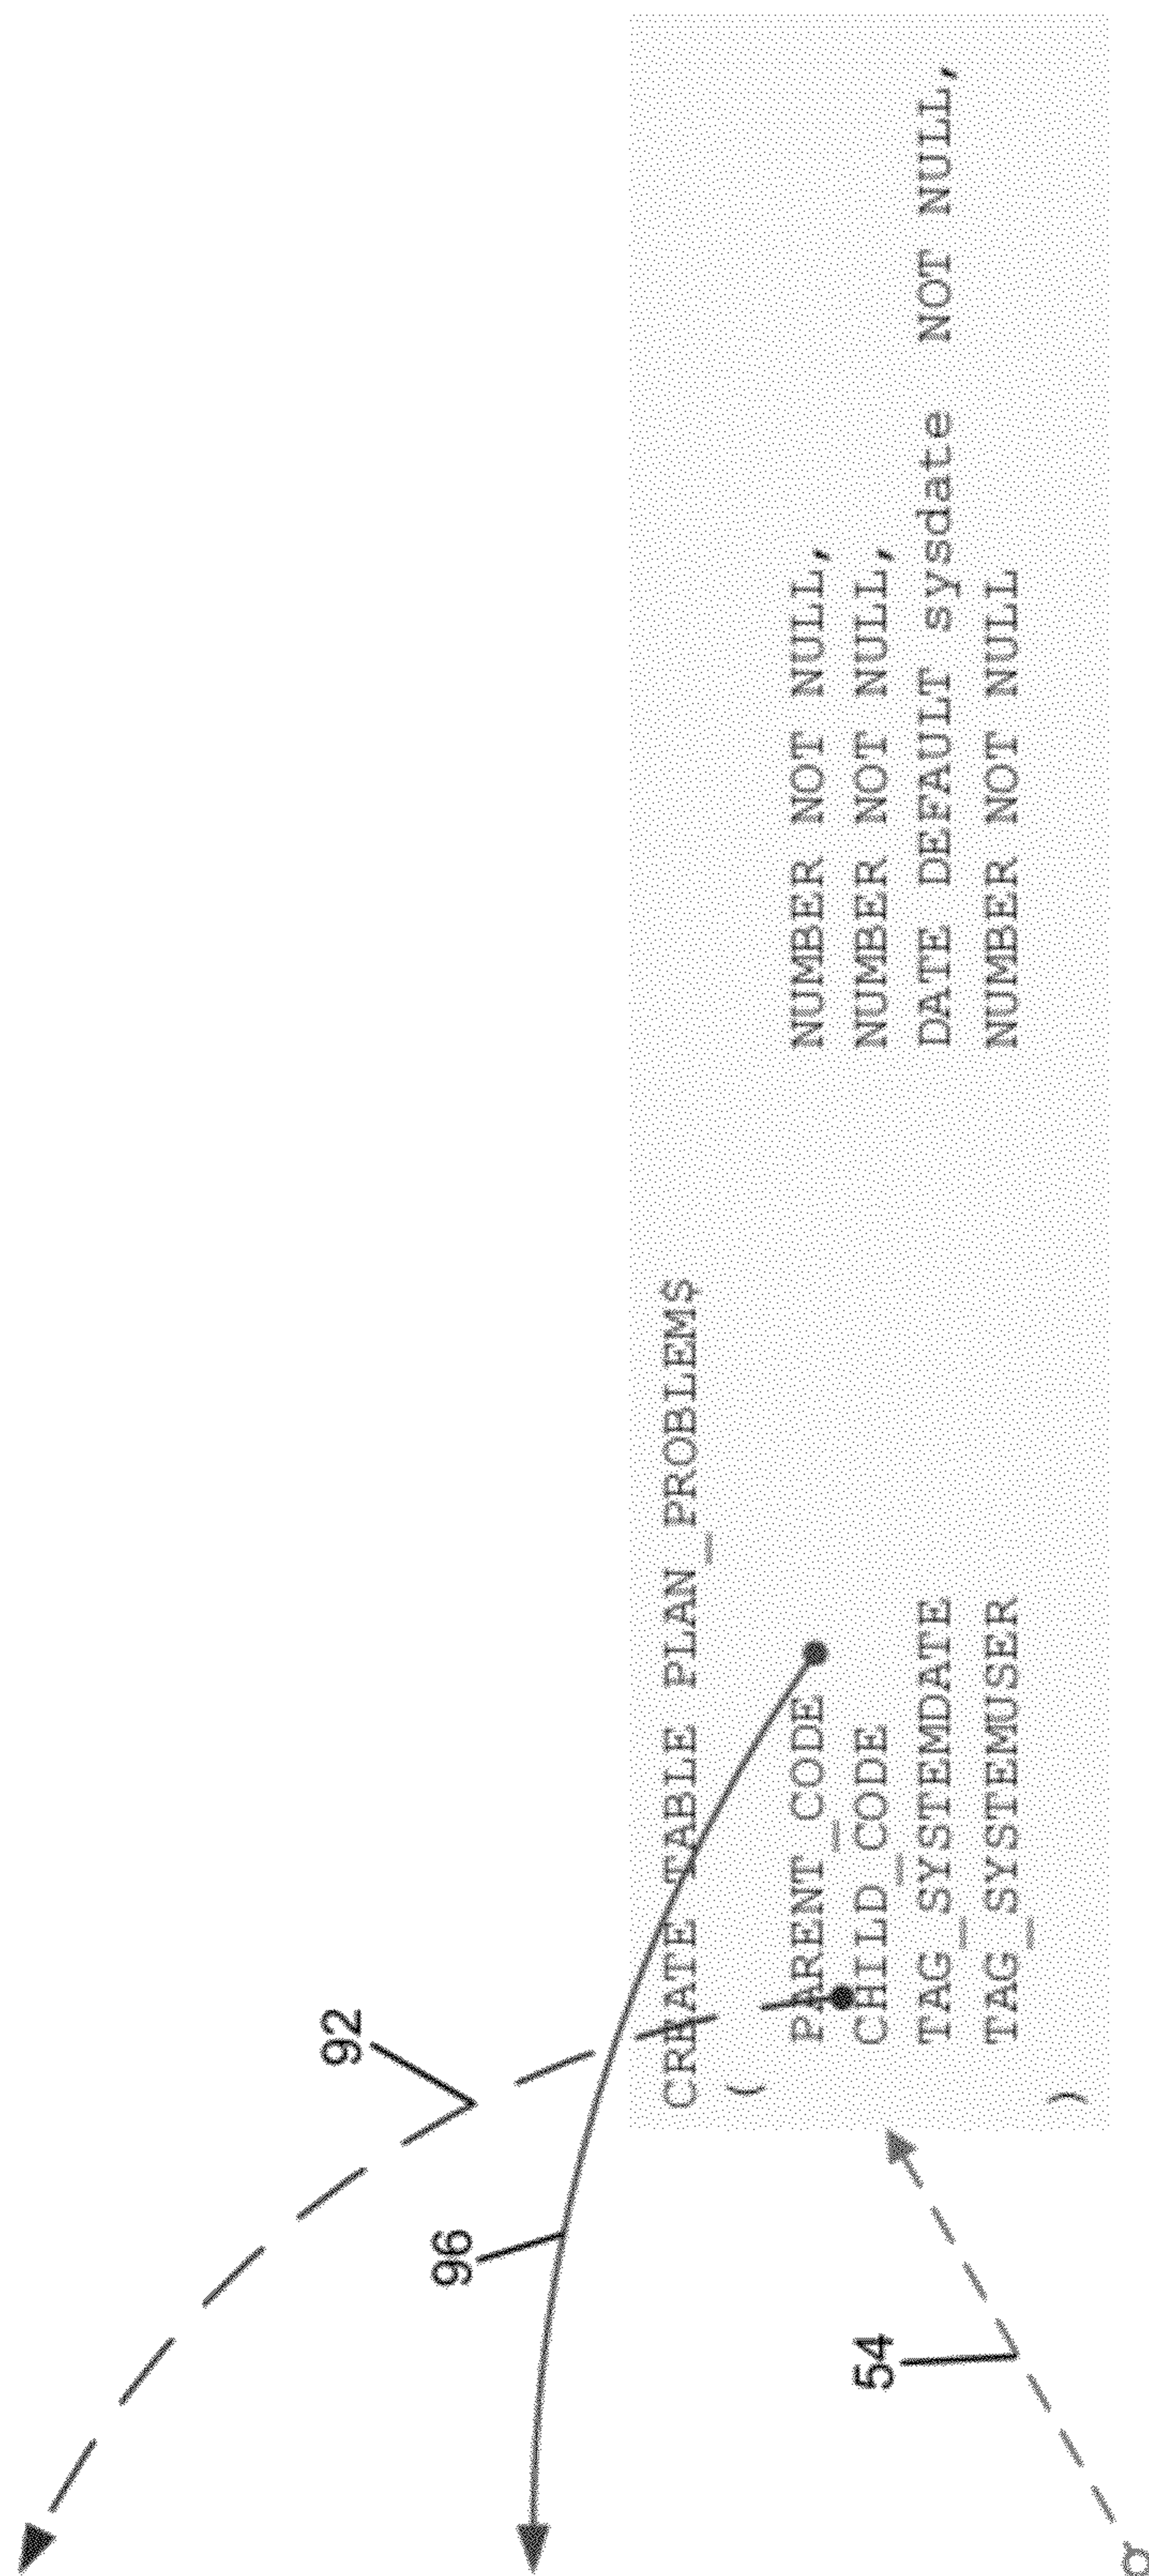 CREATE TABLE PLAN_PROBLEMS
(
PARENT_CODE NUMBER NOT NULL,
CHILD_CODE NUMBER NOT NULL,
TAG_SYSTEMDATE DATE DEFAULT sysdate NOT NULL,
TAG_SYSTEMUSER NUMBER NOT NULL
)
92
96
54